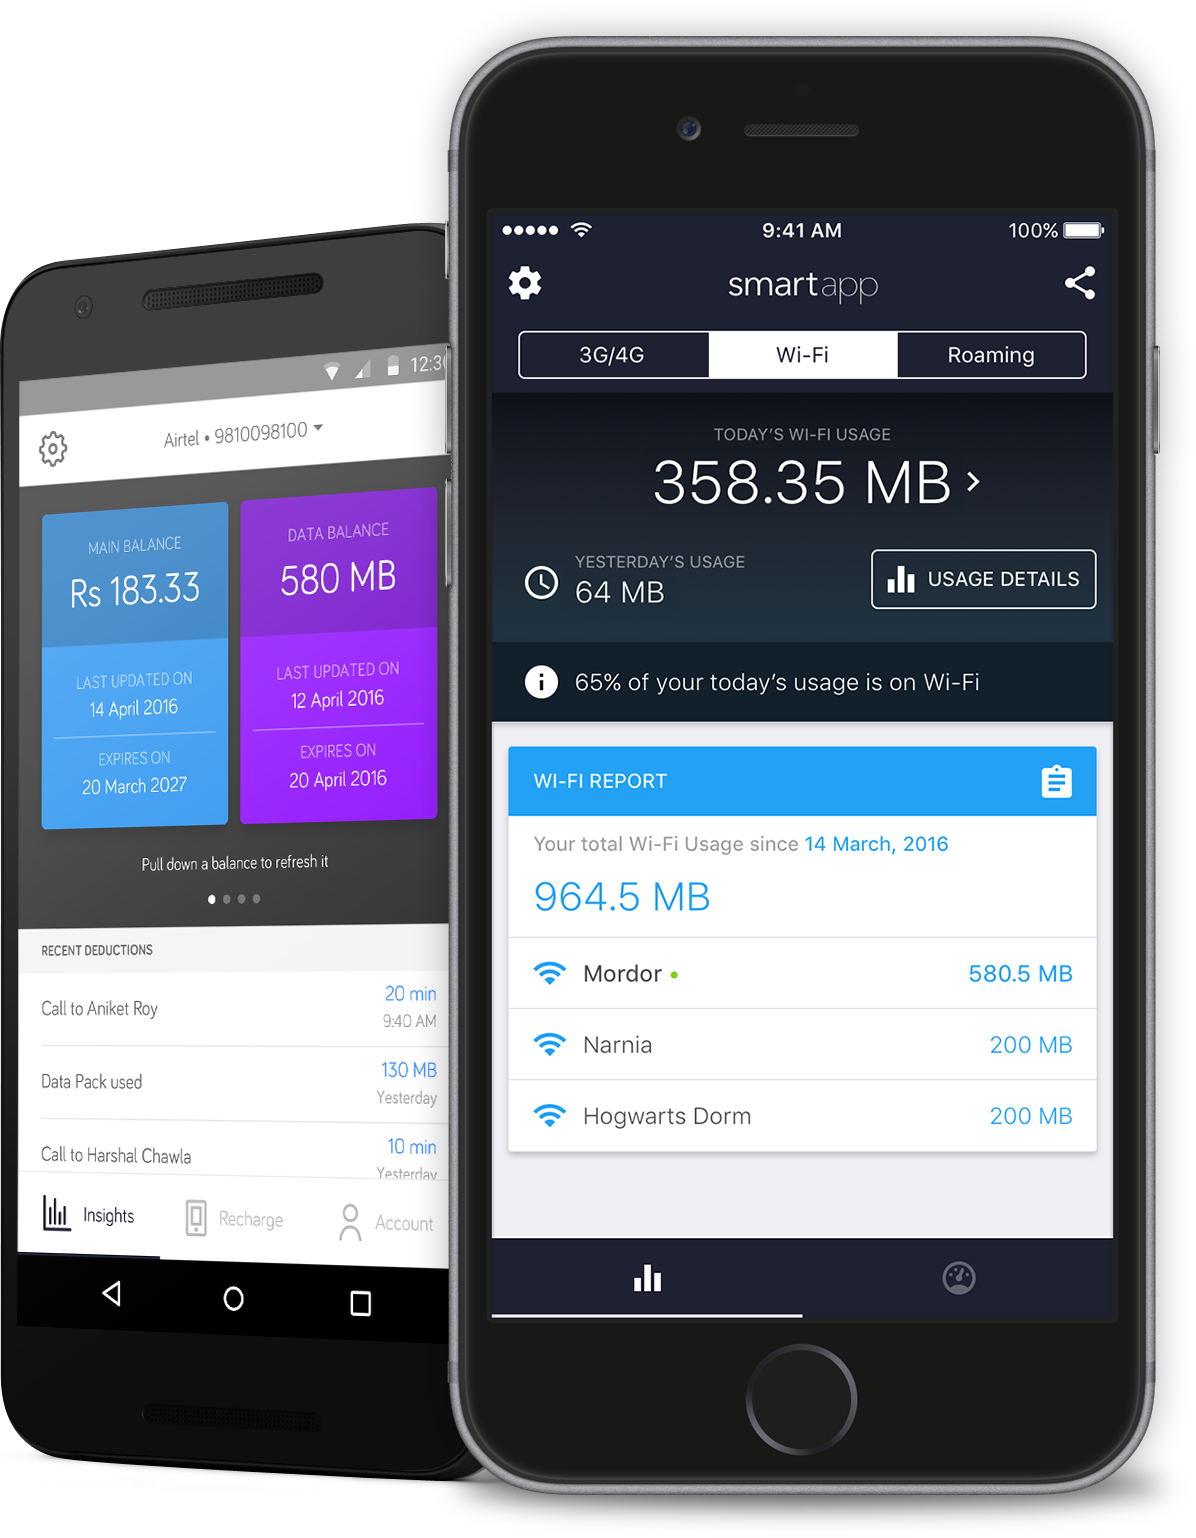 12:30
Airtel • 9810098100
MAIN BALANCE
Rs 183.33
LAST UPDATED ON
14 April 2016
EXPIRES ON
20 March 2027
DATA BALANCE
580 MB
LAST UPDATED ON
12 April 2016
EXPIRES ON
20 April 2016
Pull down a balance to refresh it
RECENT DEDUCTIONS
Call to Aniket Roy
20 min
9:40 AM
Data Pack used
130 MB
Yesterday
Call to Harshal Chawla
10 min
Yesterday
Insights
Recharge
Account
9:41 AM
100%
smartapp
3G/4G
Wi-Fi
Roaming
TODAY’S WI-FI USAGE
358.35 MB
YESTERDAY’S USAGE
64 MB
USAGE DETAILS
65% of your today’s usage is on Wi-Fi
WI-FI REPORT
Your total Wi-Fi Usage since 14 March, 2016
964.5 MB
Mordor
580.5 MB
Narnia
200 MB
Hogwarts Dorm
200 MB